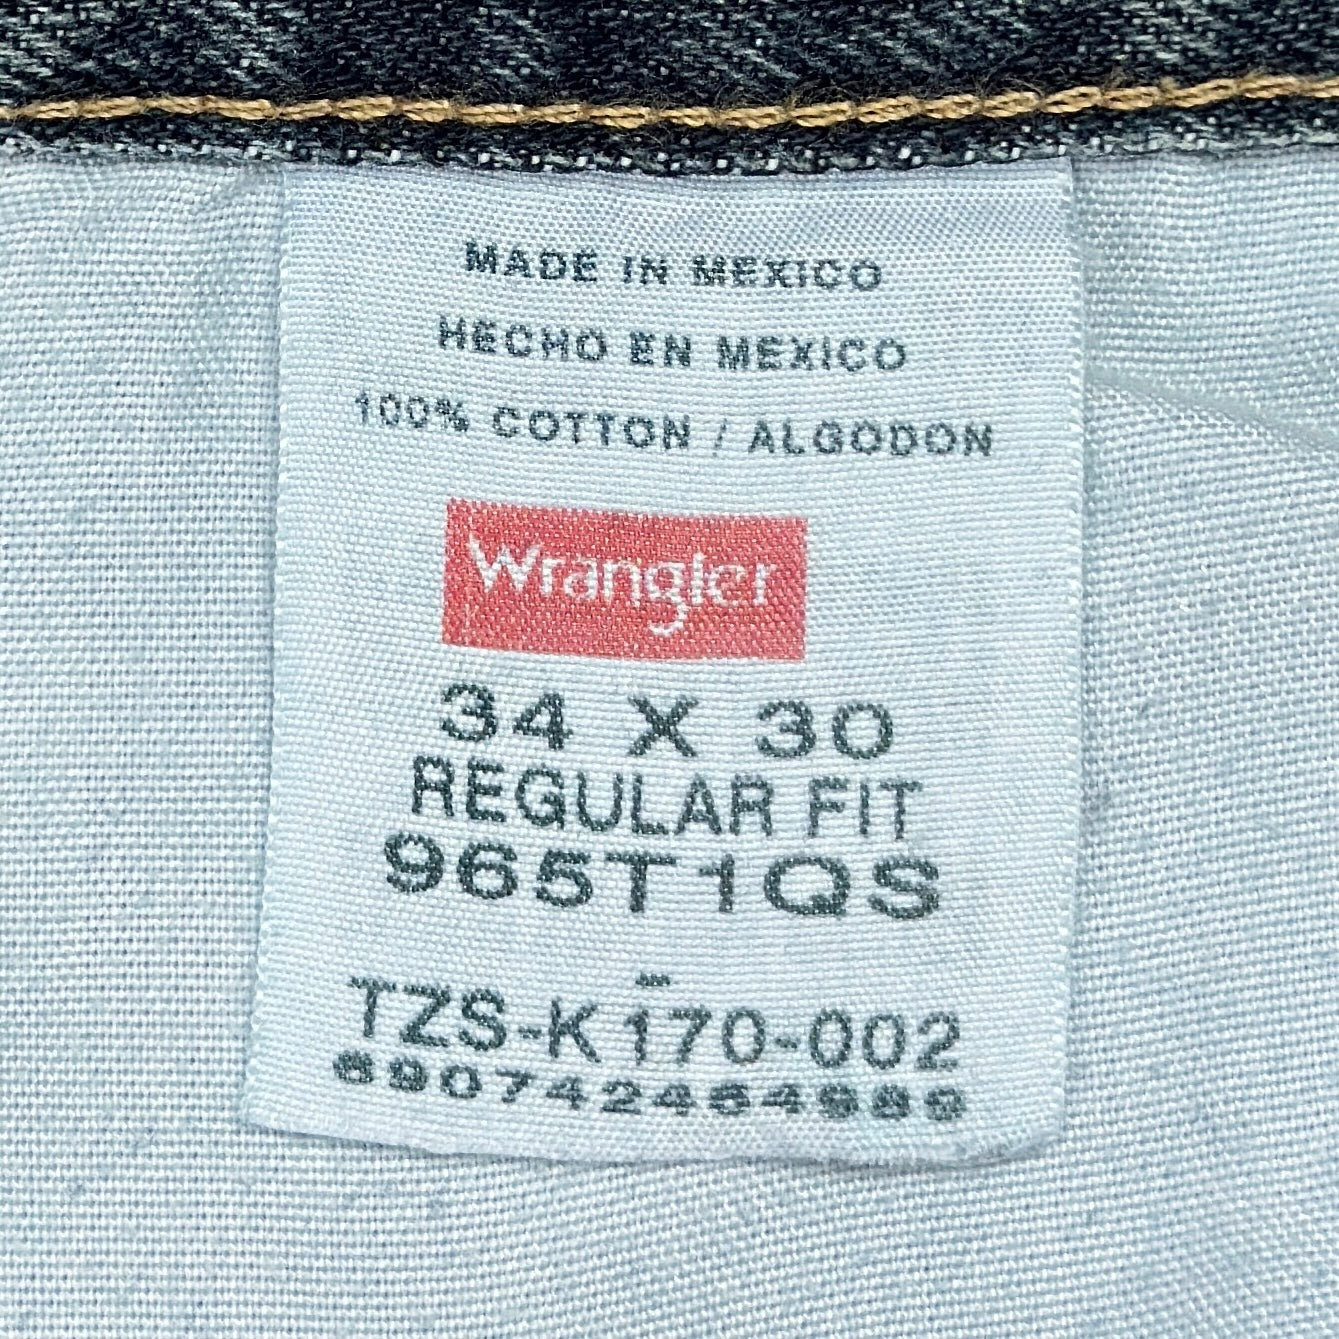 MADE IN MEXICO
HECHO EN MEXICO
100% COTTON / ALGODON
Wrangler
34 X 30
REGULAR FIT
965T1QS
-
TZS-K170-002